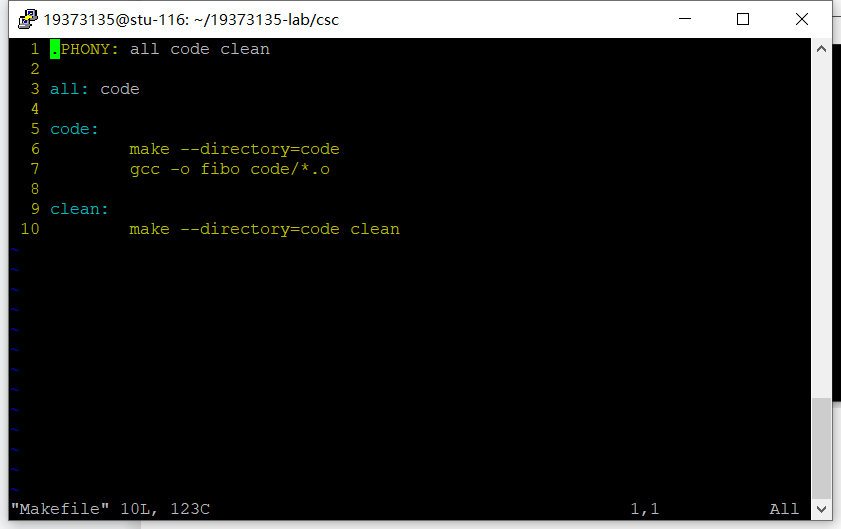 19373135@stu-116: ~/19373135-lab/csc
1 .PHONY: all code clean
2
3 all: code
4
5 code:
6 make --directory=code
7 gcc -o fibo code/*.o
8
9 clean:
10 make --directory=code clean
~
~
~
~
~
~
~
~
~
~
~
~
~
"Makefile" 10L, 123C 1,1 All